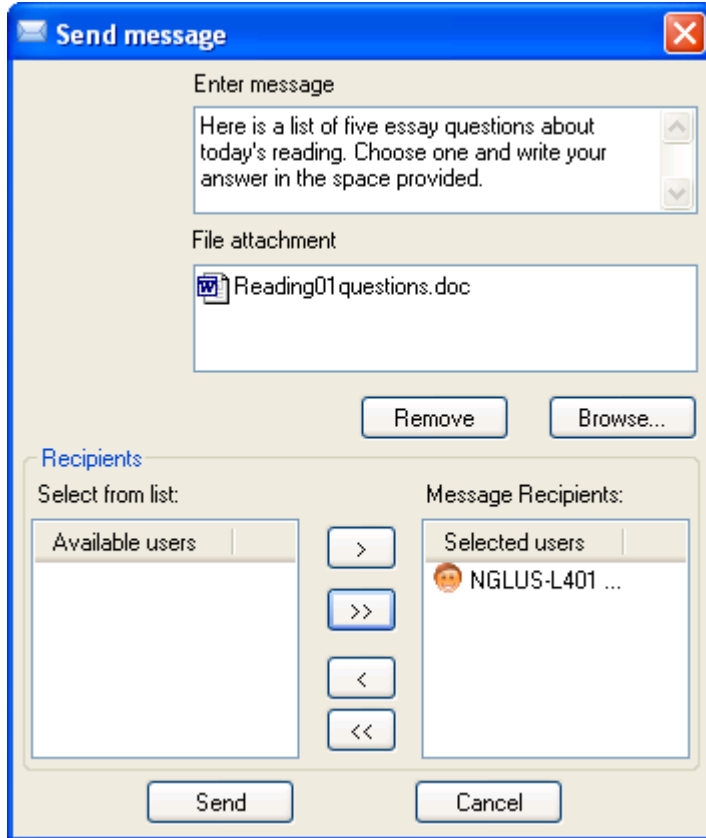 Send message
Enter message
Here is a list of five essay questions about
today's reading. Choose one and write your
answer in the space provided.
File attachment
Reading01questions.doc
Remove
Browse...
Recipients
Select from list:
Message Recipients:
Available users
>
Selected users
NGLUS-L401 ...
>>
<
<<
Send
Cancel